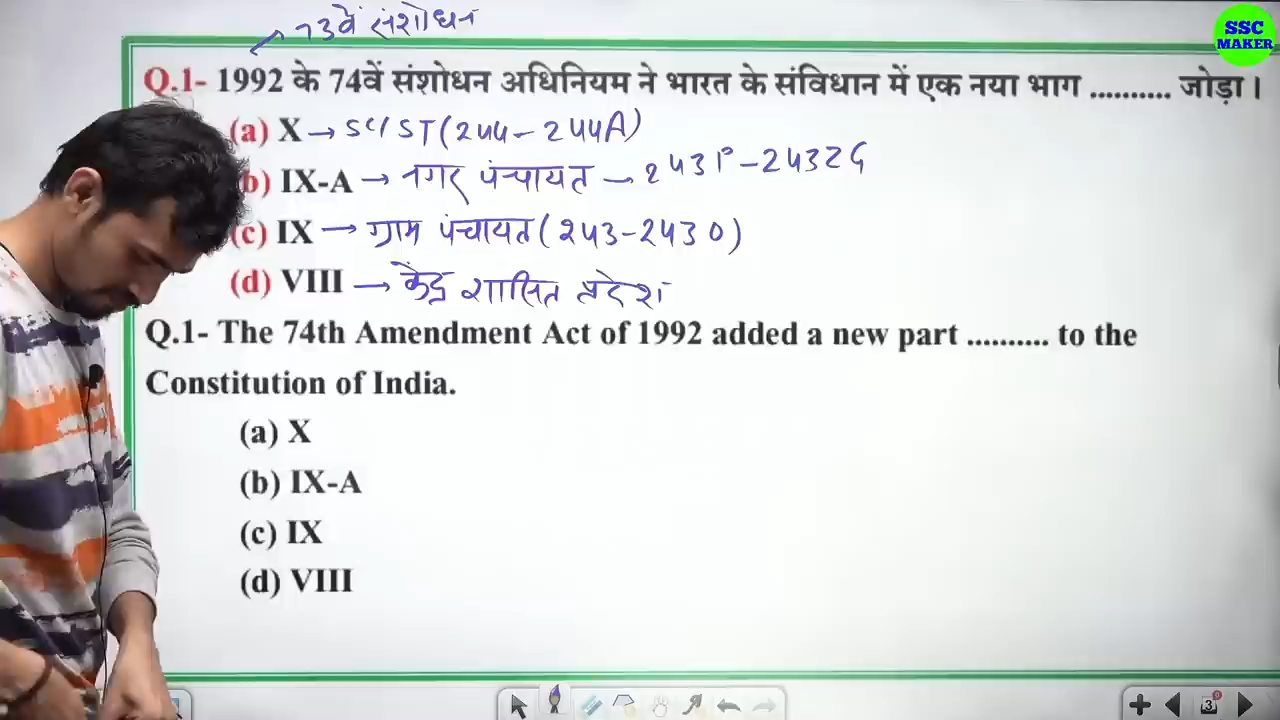 SSC
MAKER
73वें संशोधन
Q.1- 1992 के 74वें संशोधन अधिनियम ने भारत के संविधान में एक नया भाग .......... जोड़ा।
(a) X → SC/ST (244 - 244A)
b) IX-A → नगर पंचायत → 243P - 243ZG
(c) IX → ग्राम पंचायत (243 - 243O)
(d) VIII → केंद्र शासित प्रदेश
Q.1- The 74th Amendment Act of 1992 added a new part .......... to the
Constitution of India.
(a) X
(b) IX-A
(c) IX
(d) VIII
3